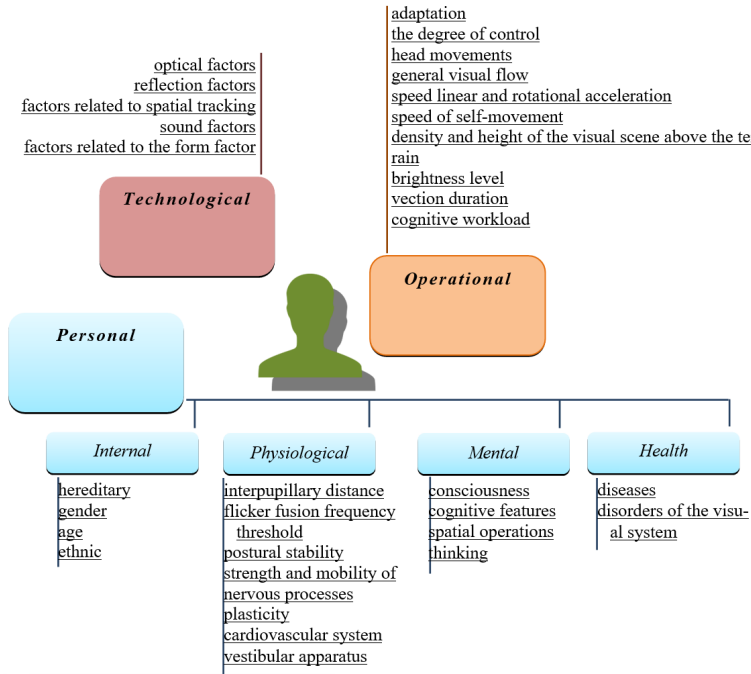 adaptation
the degree of control
head movements
general visual flow
speed linear and rotational acceleration
speed of self-movement
density and height of the visual scene above the te
rain
brightness level
vection duration
cognitive workload
optical factors
reflection factors
factors related to spatial tracking
sound factors
factors related to the form factor
Technological
Operational
Personal
Internal
hereditary
gender
age
ethnic
Physiological
interpupillary distance
flicker fusion frequency
threshold
postural stability
strength and mobility of
nervous processes
plasticity
cardiovascular system
vestibular apparatus
Mental
consciousness
cognitive features
spatial operations
thinking
Health
diseases
disorders of the visu-
al system